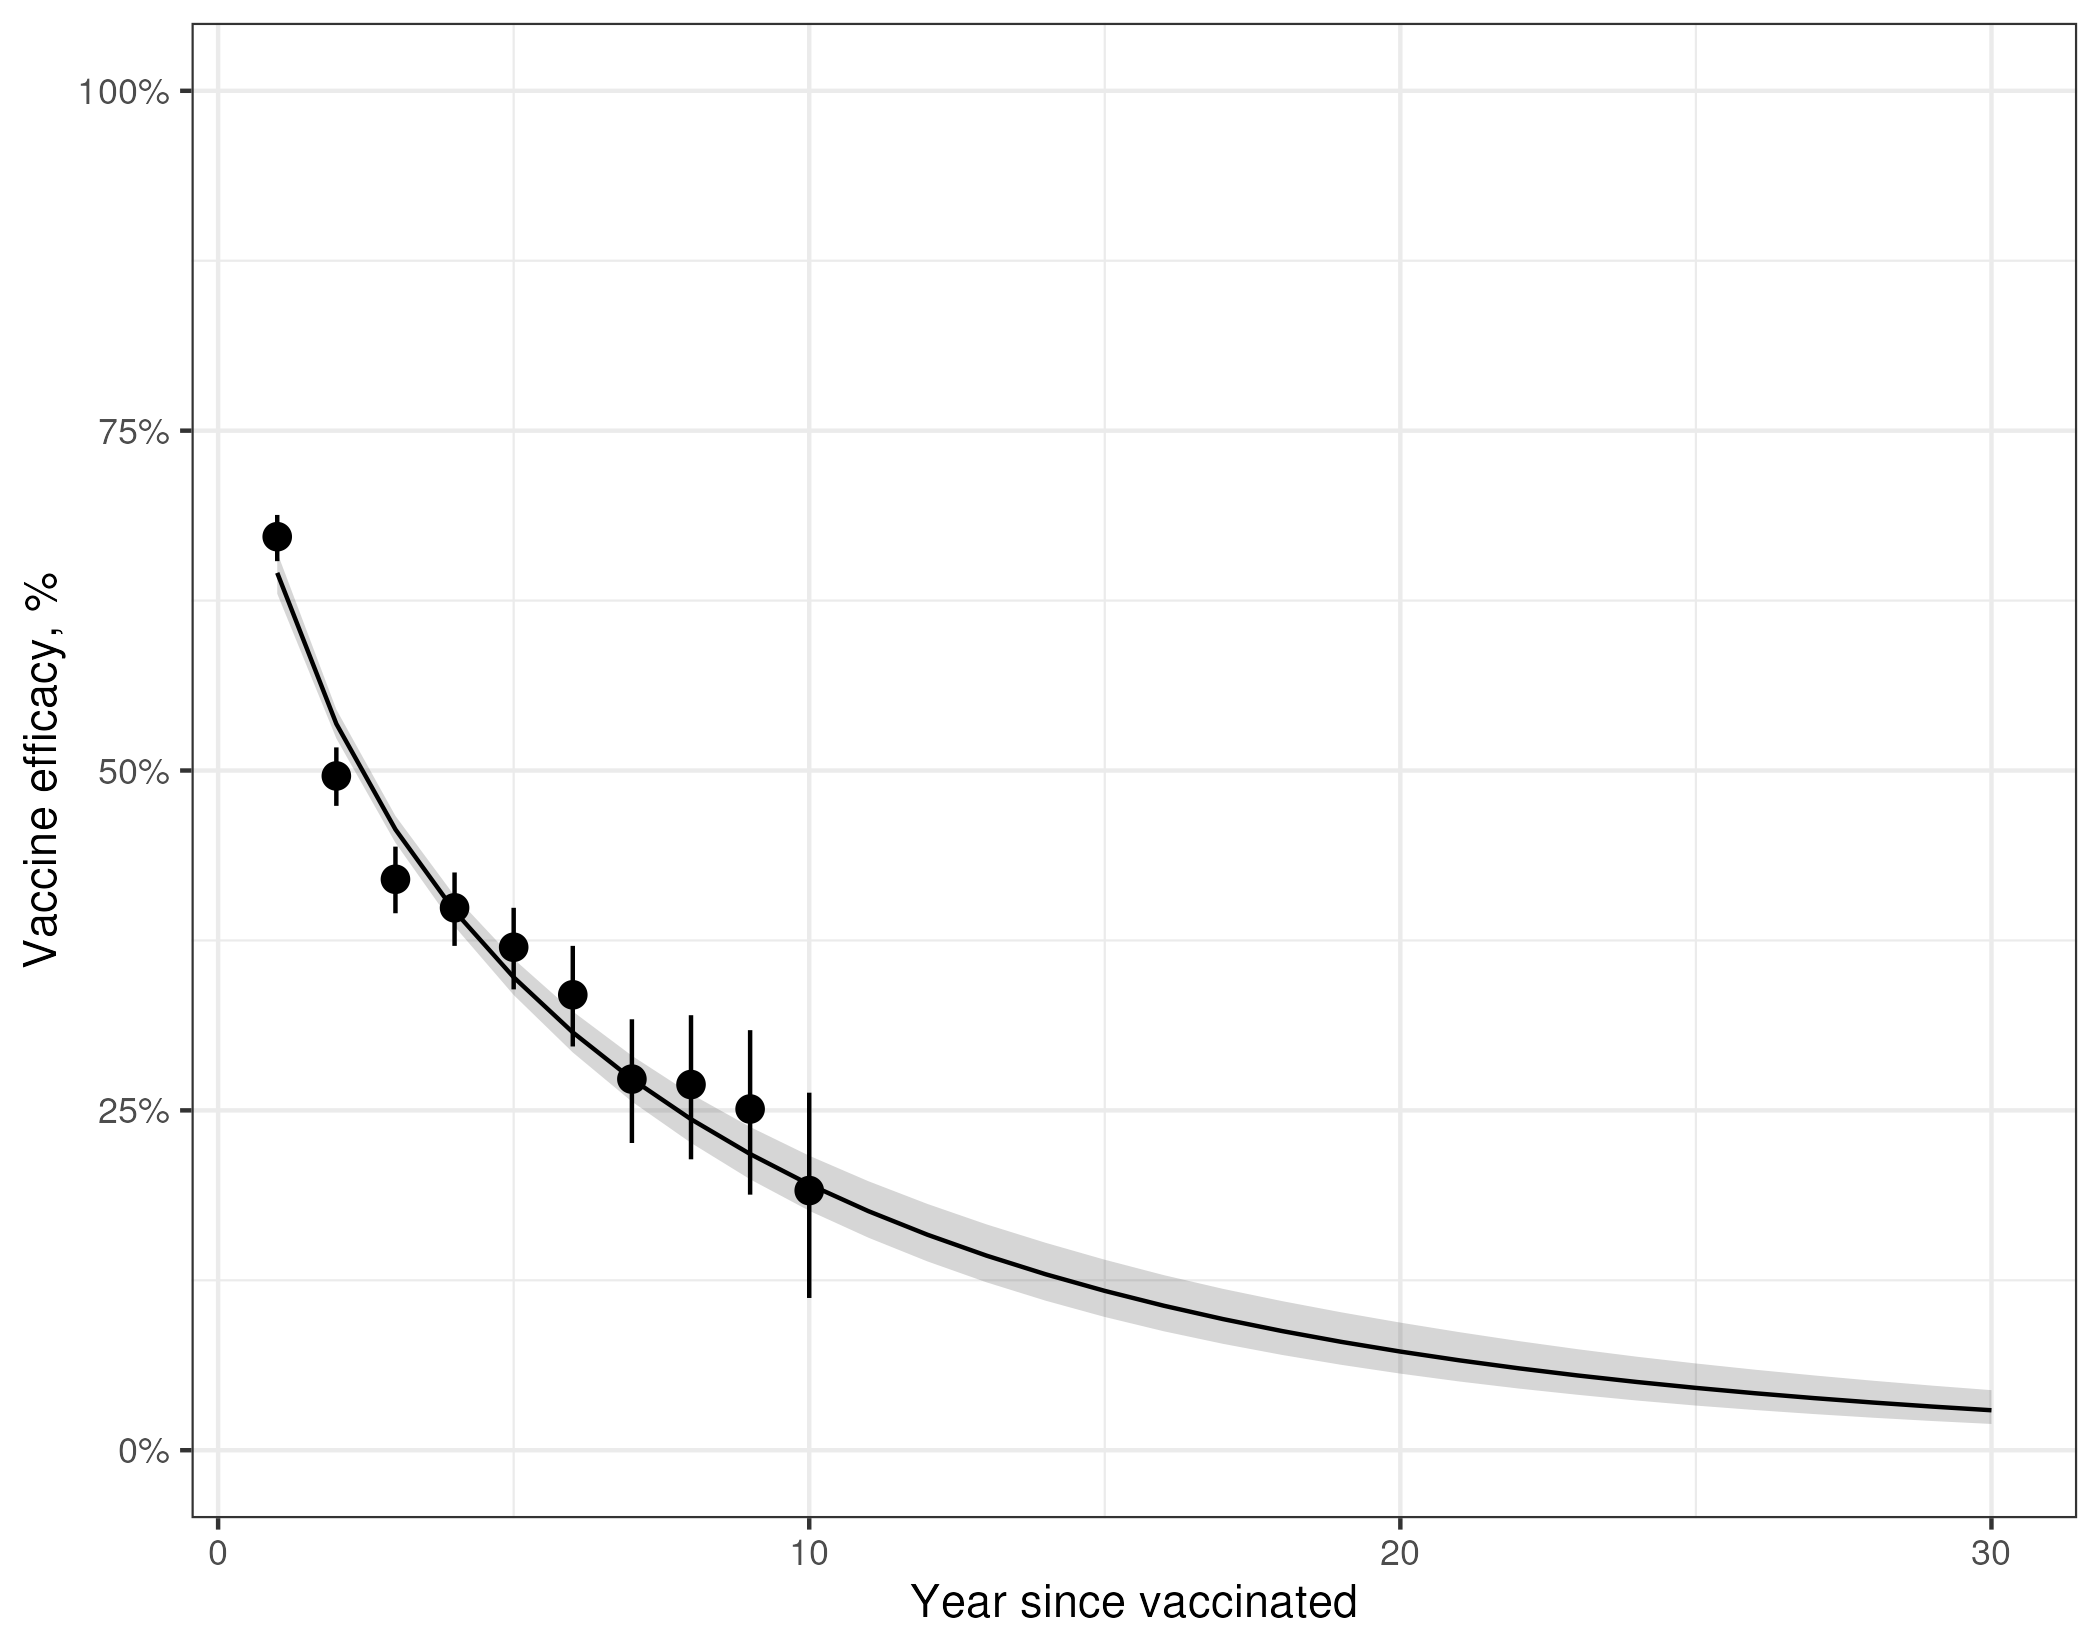 100%
75%
50%
25%
0%
Vaccine efficacy, %
0 10 20 30
Year since vaccinated